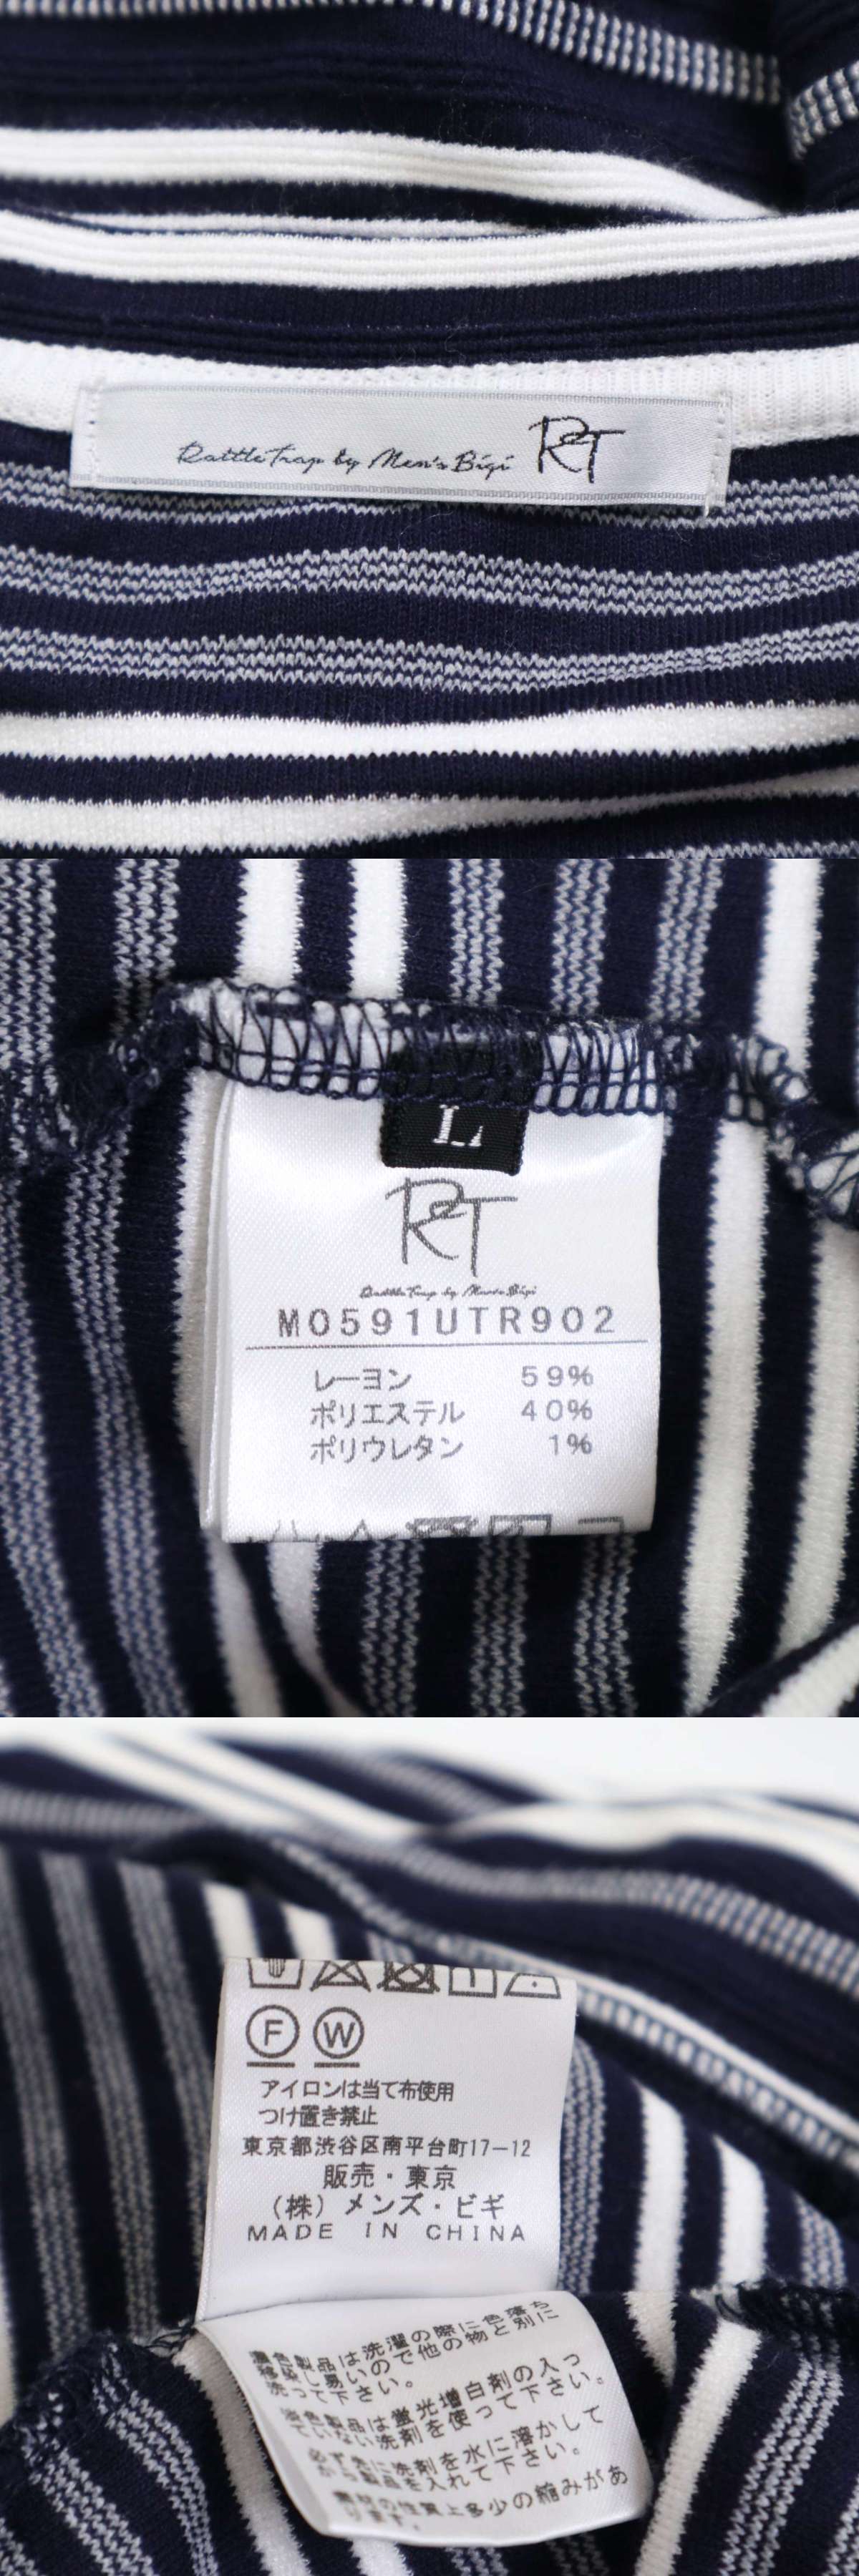 Rattle Trap by Men's Bigi RT
L
RT
Rattle Trap by Men's Bigi
M0591UTR902
レーヨン 59%
ポリエステル 40%
ポリウレタン 1%
F W
アイロンは当て布使用
つけ置き禁止
東京都渋谷区南平台町17-12
販売・東京
(株)メンズ・ビギ
MADE IN CHINA
濃色製品は洗濯の際に色落ち
移染し易いので他の物と別に
洗って下さい。
淡色製品は蛍光増白剤の入っ
ていない洗剤を使って下さい。
必ず先に洗剤を水に溶かして
から製品を入れて下さい。
の性質上多少の縮みがあ
ります。